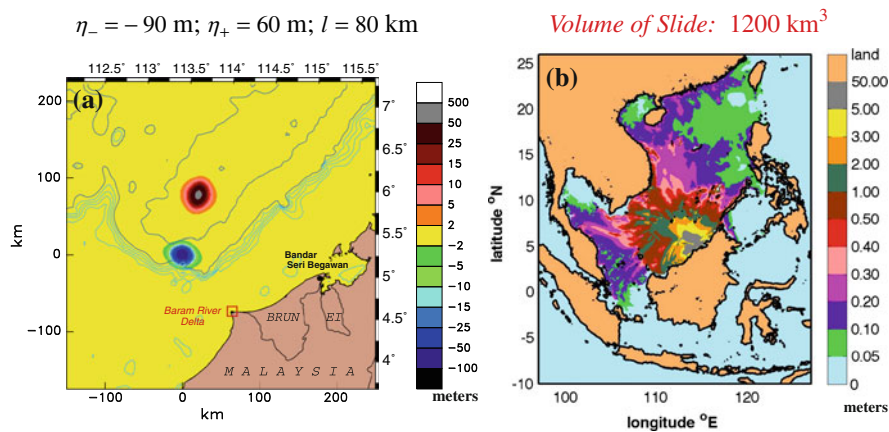 η₋ = − 90 m; η₊ = 60 m; l = 80 km
Volume of Slide: 1200 km³
112.5° 113° 113.5° 114° 114.5° 115° 115.5°
(a)
200
100
0
−100
km
−100 0 100 200
km
7°
6.5°
6°
5.5°
5°
4.5°
4°
Bandar
Seri Begawan
Baram River
Delta
BRUN EI
MALAYSIA
500
50
25
15
10
5
2
−2
−5
−10
−15
−25
−50
−100
meters
(b)
25
20
15
10
5
0
-5
-10
latitude °N
100 110 120
longitude °E
land
50.00
5.00
3.00
2.00
1.00
0.50
0.40
0.30
0.20
0.10
0.05
0
meters